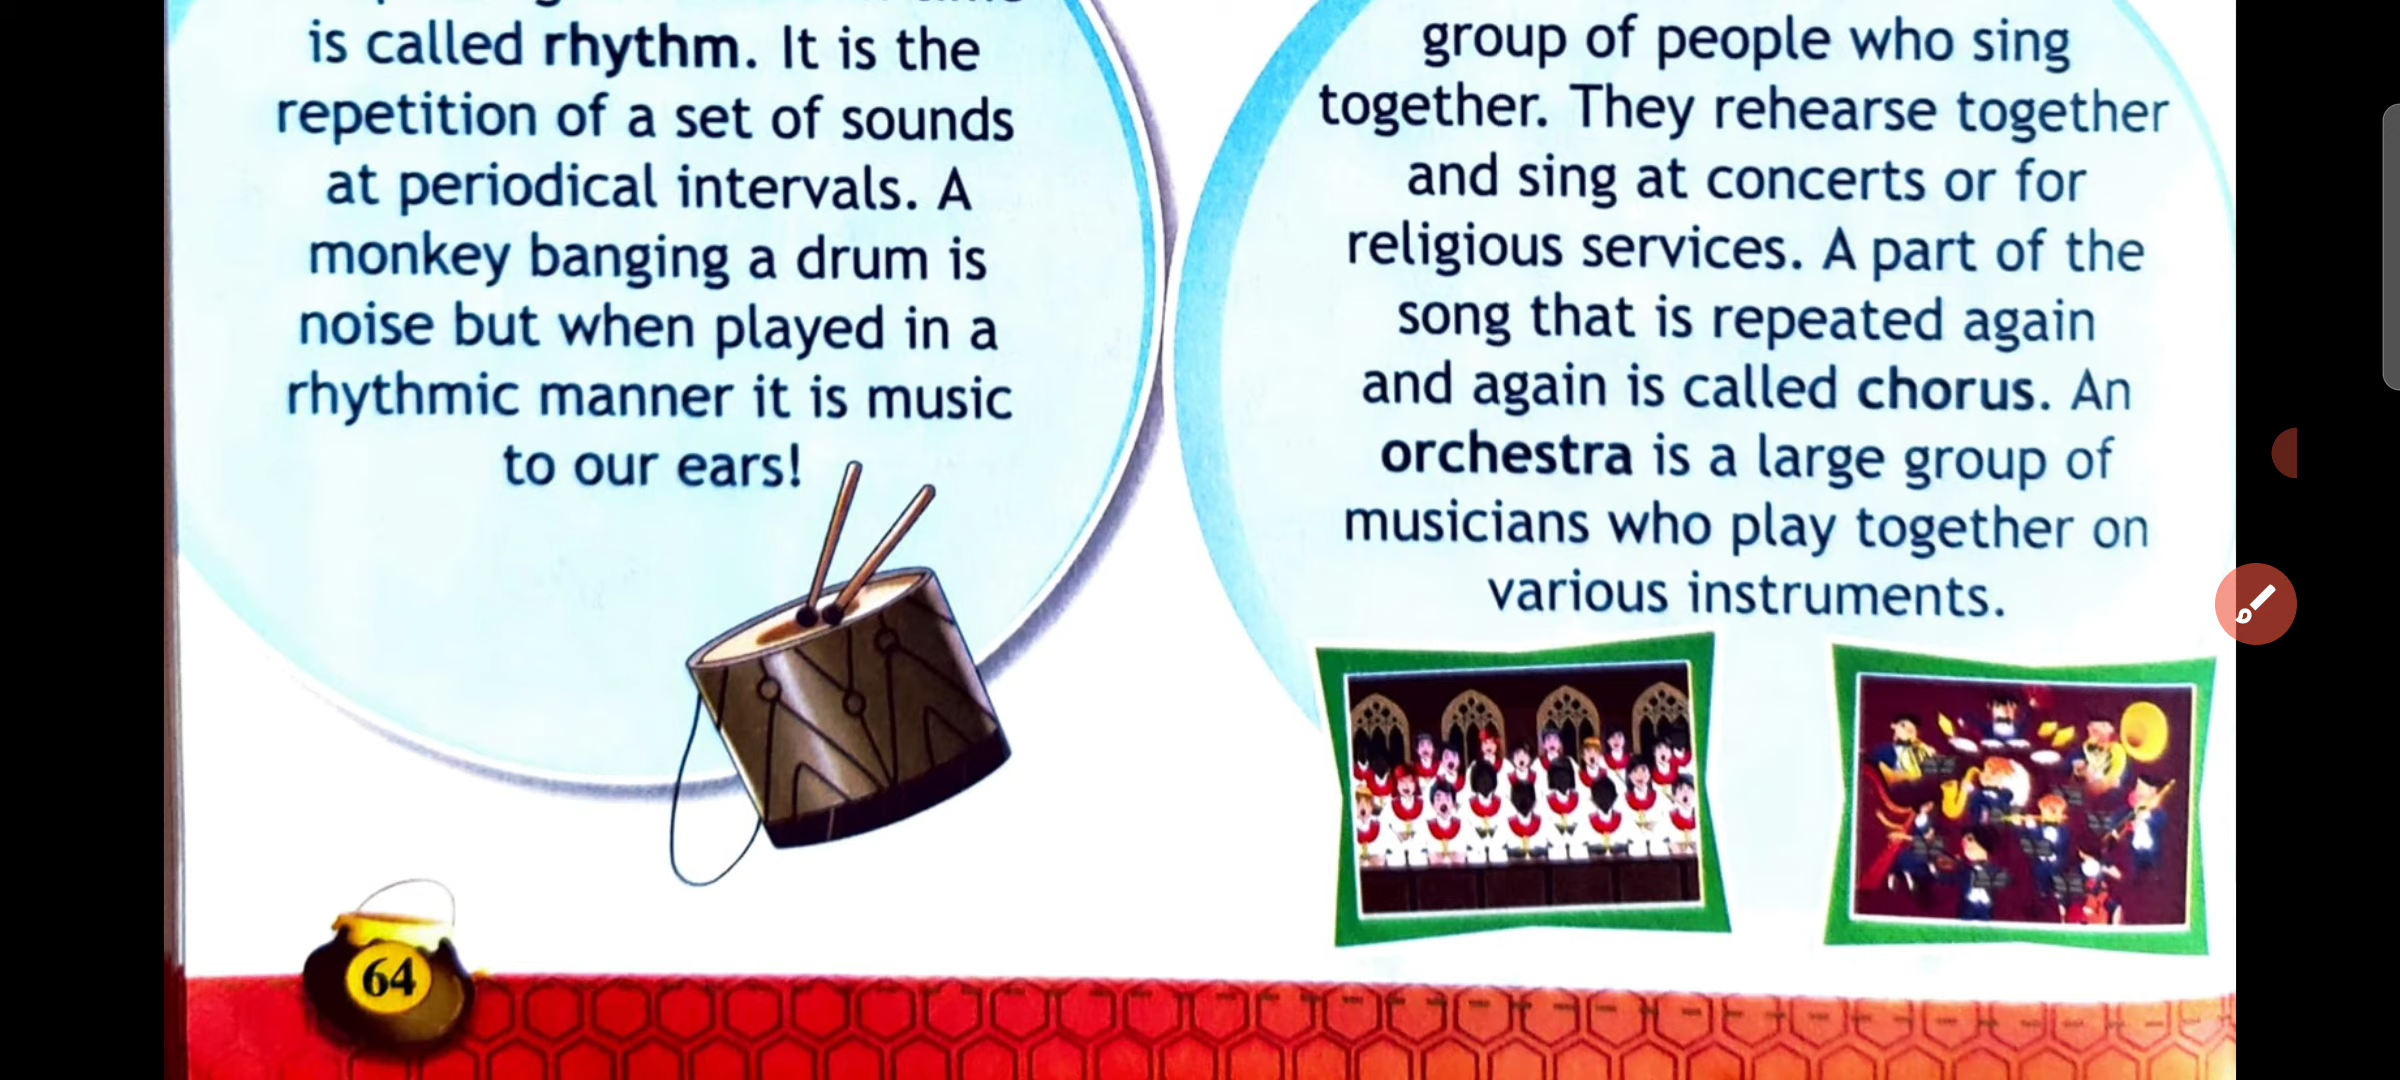 is called rhythm. It is the
repetition of a set of sounds
at periodical intervals. A
monkey banging a drum is
noise but when played in a
rhythmic manner it is music
to our ears!
group of people who sing
together. They rehearse together
and sing at concerts or for
religious services. A part of the
song that is repeated again
and again is called chorus. An
orchestra is a large group of
musicians who play together on
various instruments.
64